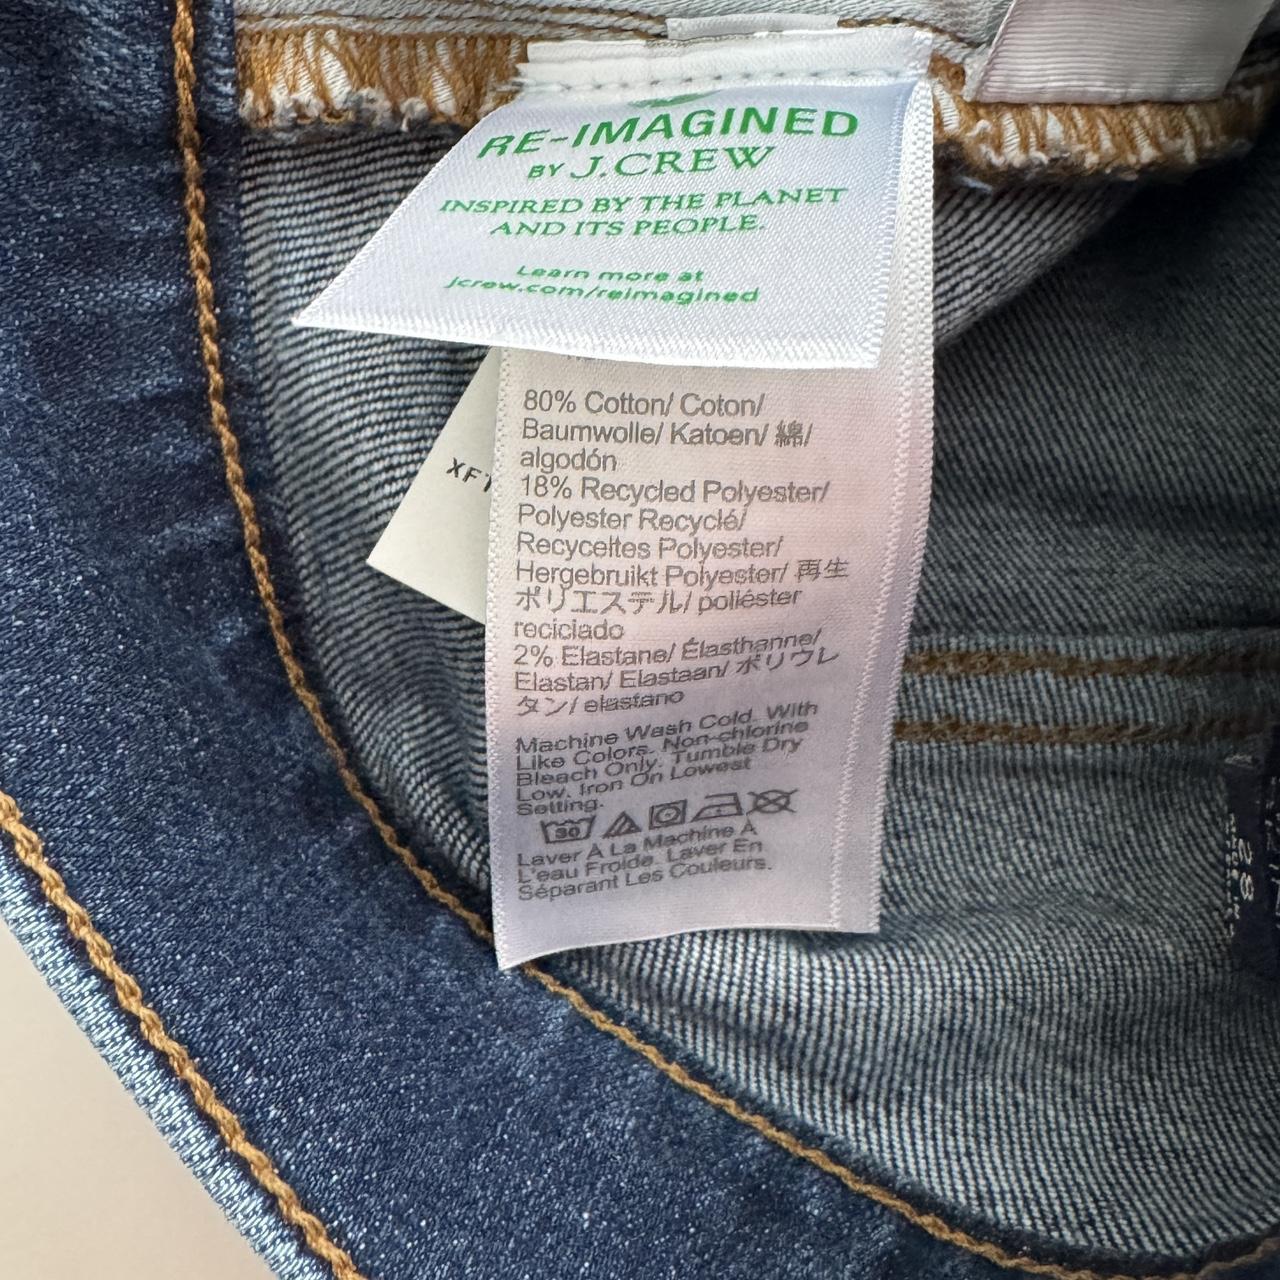 RE-IMAGINED
BY J.CREW
INSPIRED BY THE PLANET
AND ITS PEOPLE.
Learn more at
jcrew.com/reimagined
80% Cotton/ Coton/
Baumwolle/ Katoen/ 綿/
algodón
18% Recycled Polyester/
Polyester Recyclé/
Recyceltes Polyester/
Hergebruikt Polyester/ 再生
ポリエステル/ poliéster
reciclado
2% Elastane/ Élasthanne/
Elastan/ Elastaan/ ポリウレ
タン/ elastano
Machine Wash Cold. With
Like Colors. Non-chlorine
Bleach Only. Tumble Dry
Low. Iron On Lowest
Setting.
30
Laver À La Machine À
L'eau Froide. Laver En
Séparant Les Couleurs.
XFT
28